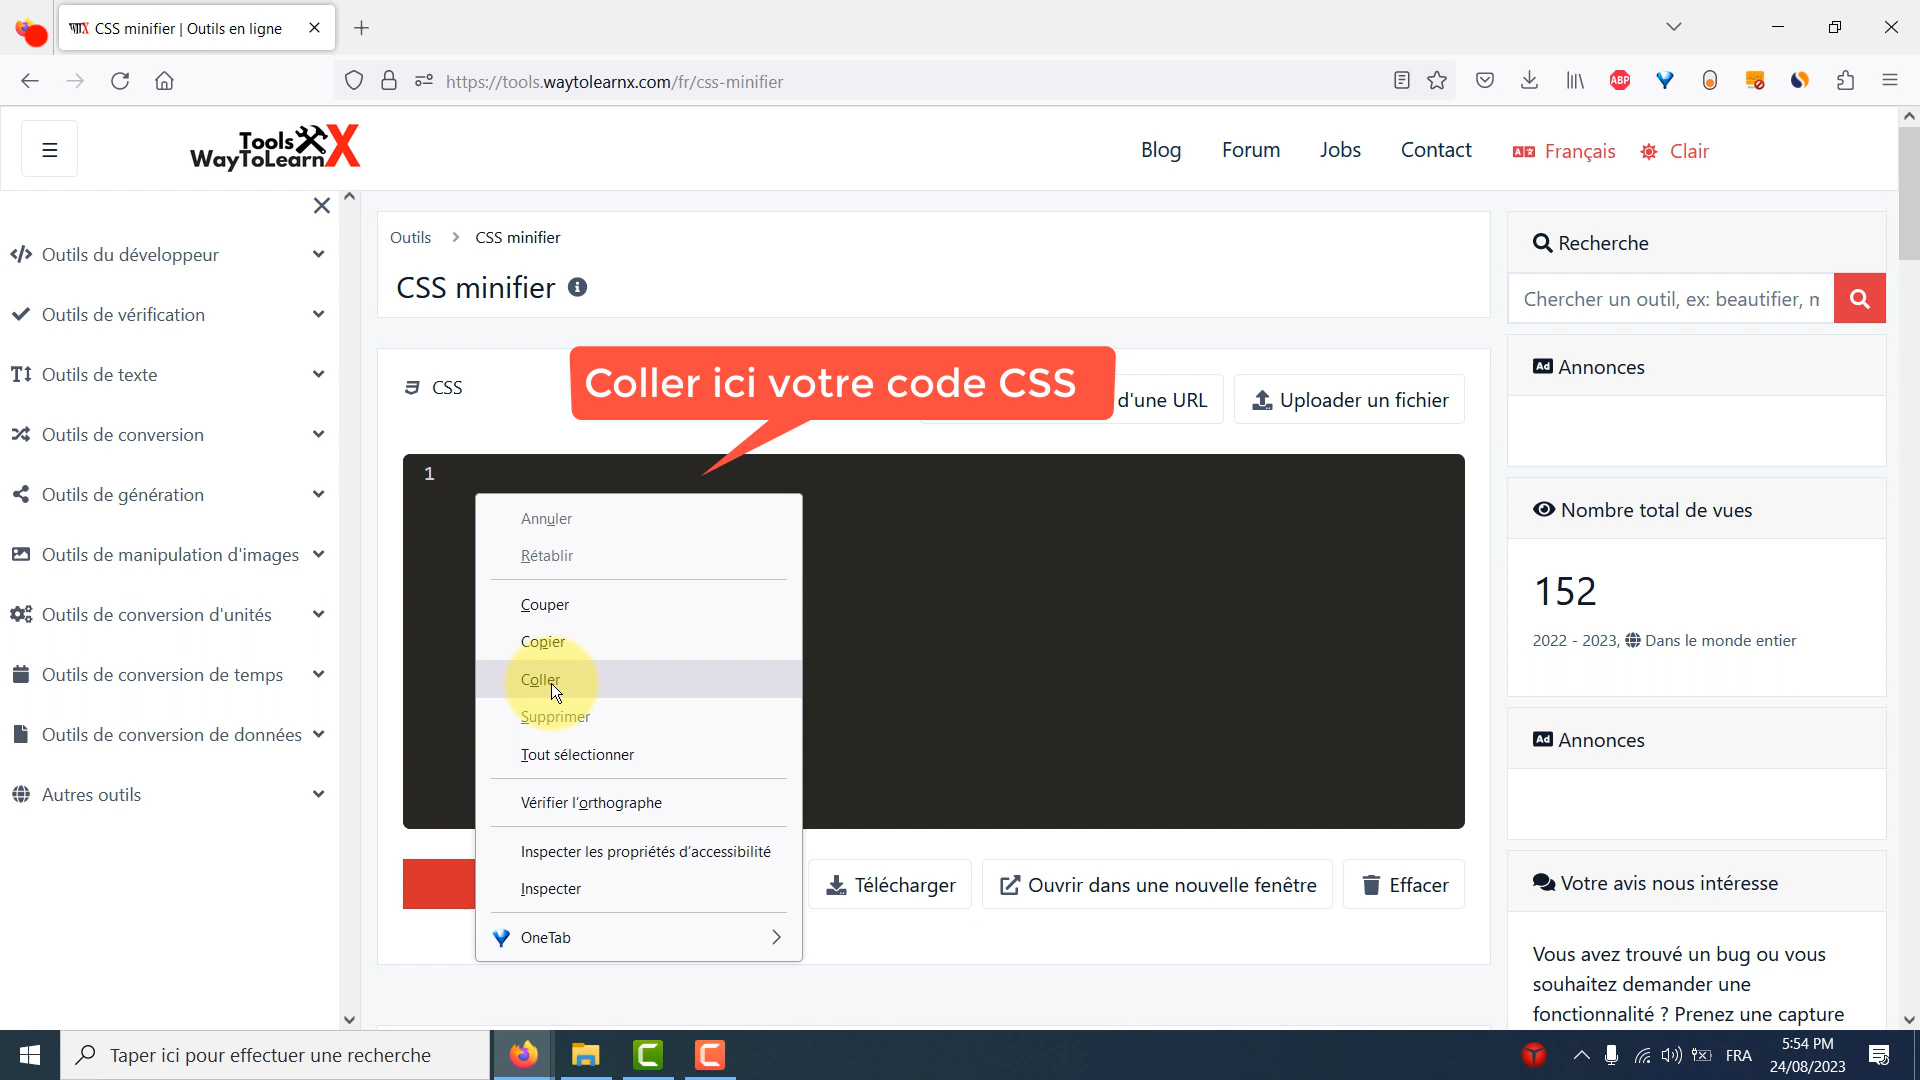 CSS minifier | Outils en ligne
https://tools.waytolearnx.com/fr/css-minifier
ABP
Tools
WayToLearnX
Blog
Forum
Jobs
Contact
Français
Clair
Outils du développeur
Outils de vérification
Outils de texte
Outils de conversion
Outils de génération
Outils de manipulation d'images
Outils de conversion d'unités
Outils de conversion de temps
Outils de conversion de données
Autres outils
Outils > CSS minifier
CSS minifier
CSS
Coller ici votre code CSS
d'une URL
Uploader un fichier
1
Annuler
Rétablir
Couper
Copier
Coller
Supprimer
Tout sélectionner
Vérifier l'orthographe
Inspecter les propriétés d'accessibilité
Inspecter
OneTab
Télécharger
Ouvrir dans une nouvelle fenêtre
Effacer
Recherche
Chercher un outil, ex: beautifier, m
Ad Annonces
Nombre total de vues
152
2022 - 2023, Dans le monde entier
Ad Annonces
Votre avis nous intéresse
Vous avez trouvé un bug ou vous
souhaitez demander une
fonctionnalité ? Prenez une capture
Taper ici pour effectuer une recherche
FRA
5:54 PM
24/08/2023